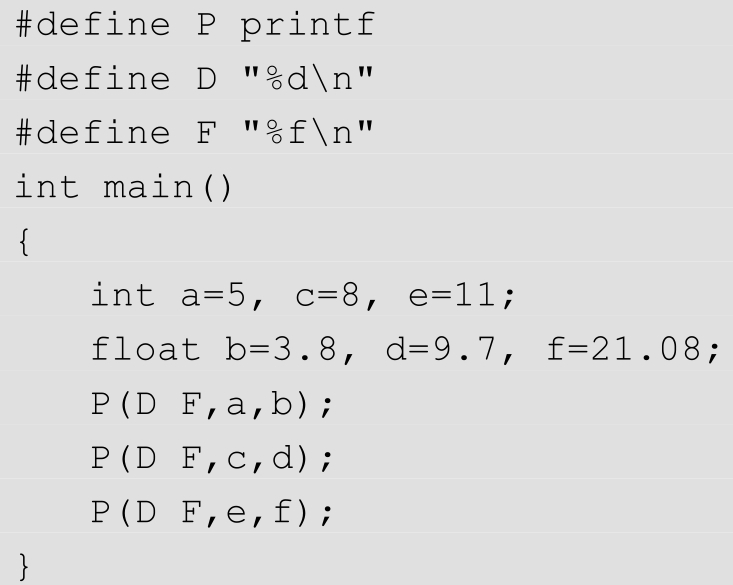 #define P printf
#define D "%d\n"
#define F "%f\n"
int main()
{
int a=5, c=8, e=11;
float b=3.8, d=9.7, f=21.08;
P(D F,a,b);
P(D F,c,d);
P(D F,e,f);
}